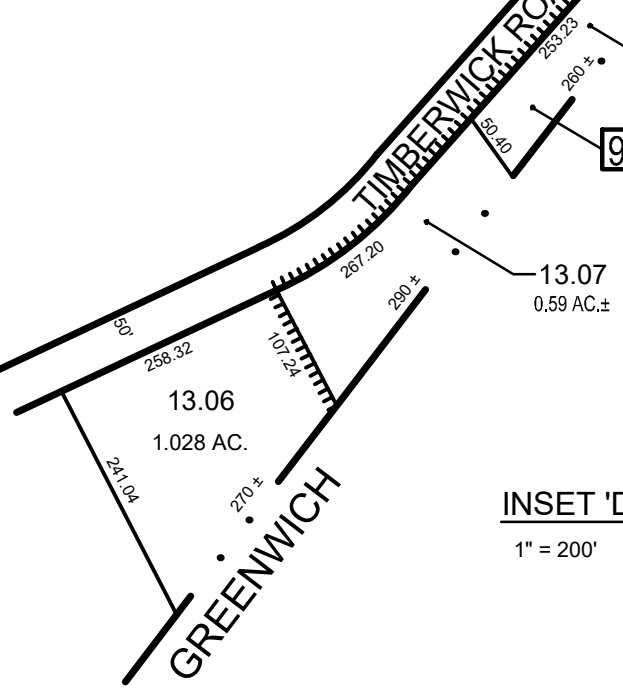 TIMBERWICK
253.23
260 ±
50.40
9
267.20
13.07
0.59 AC.±
290 ±
50'
258.32
107.24
13.06
1.028 AC.
241.04
270 ±
GREENWICH
INSET
1" = 200'